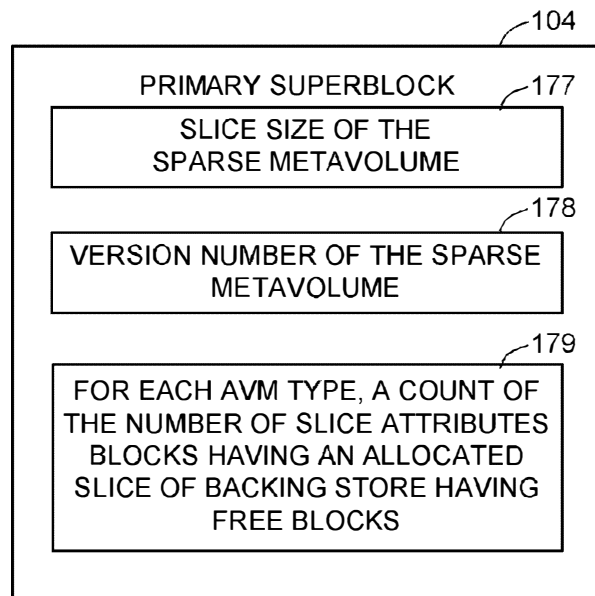 104
PRIMARY SUPERBLOCK
177
SLICE SIZE OF THE
SPARSE METAVOLUME
178
VERSION NUMBER OF THE SPARSE
METAVOLUME
179
FOR EACH AVM TYPE, A COUNT OF
THE NUMBER OF SLICE ATTRIBUTES
BLOCKS HAVING AN ALLOCATED
SLICE OF BACKING STORE HAVING
FREE BLOCKS